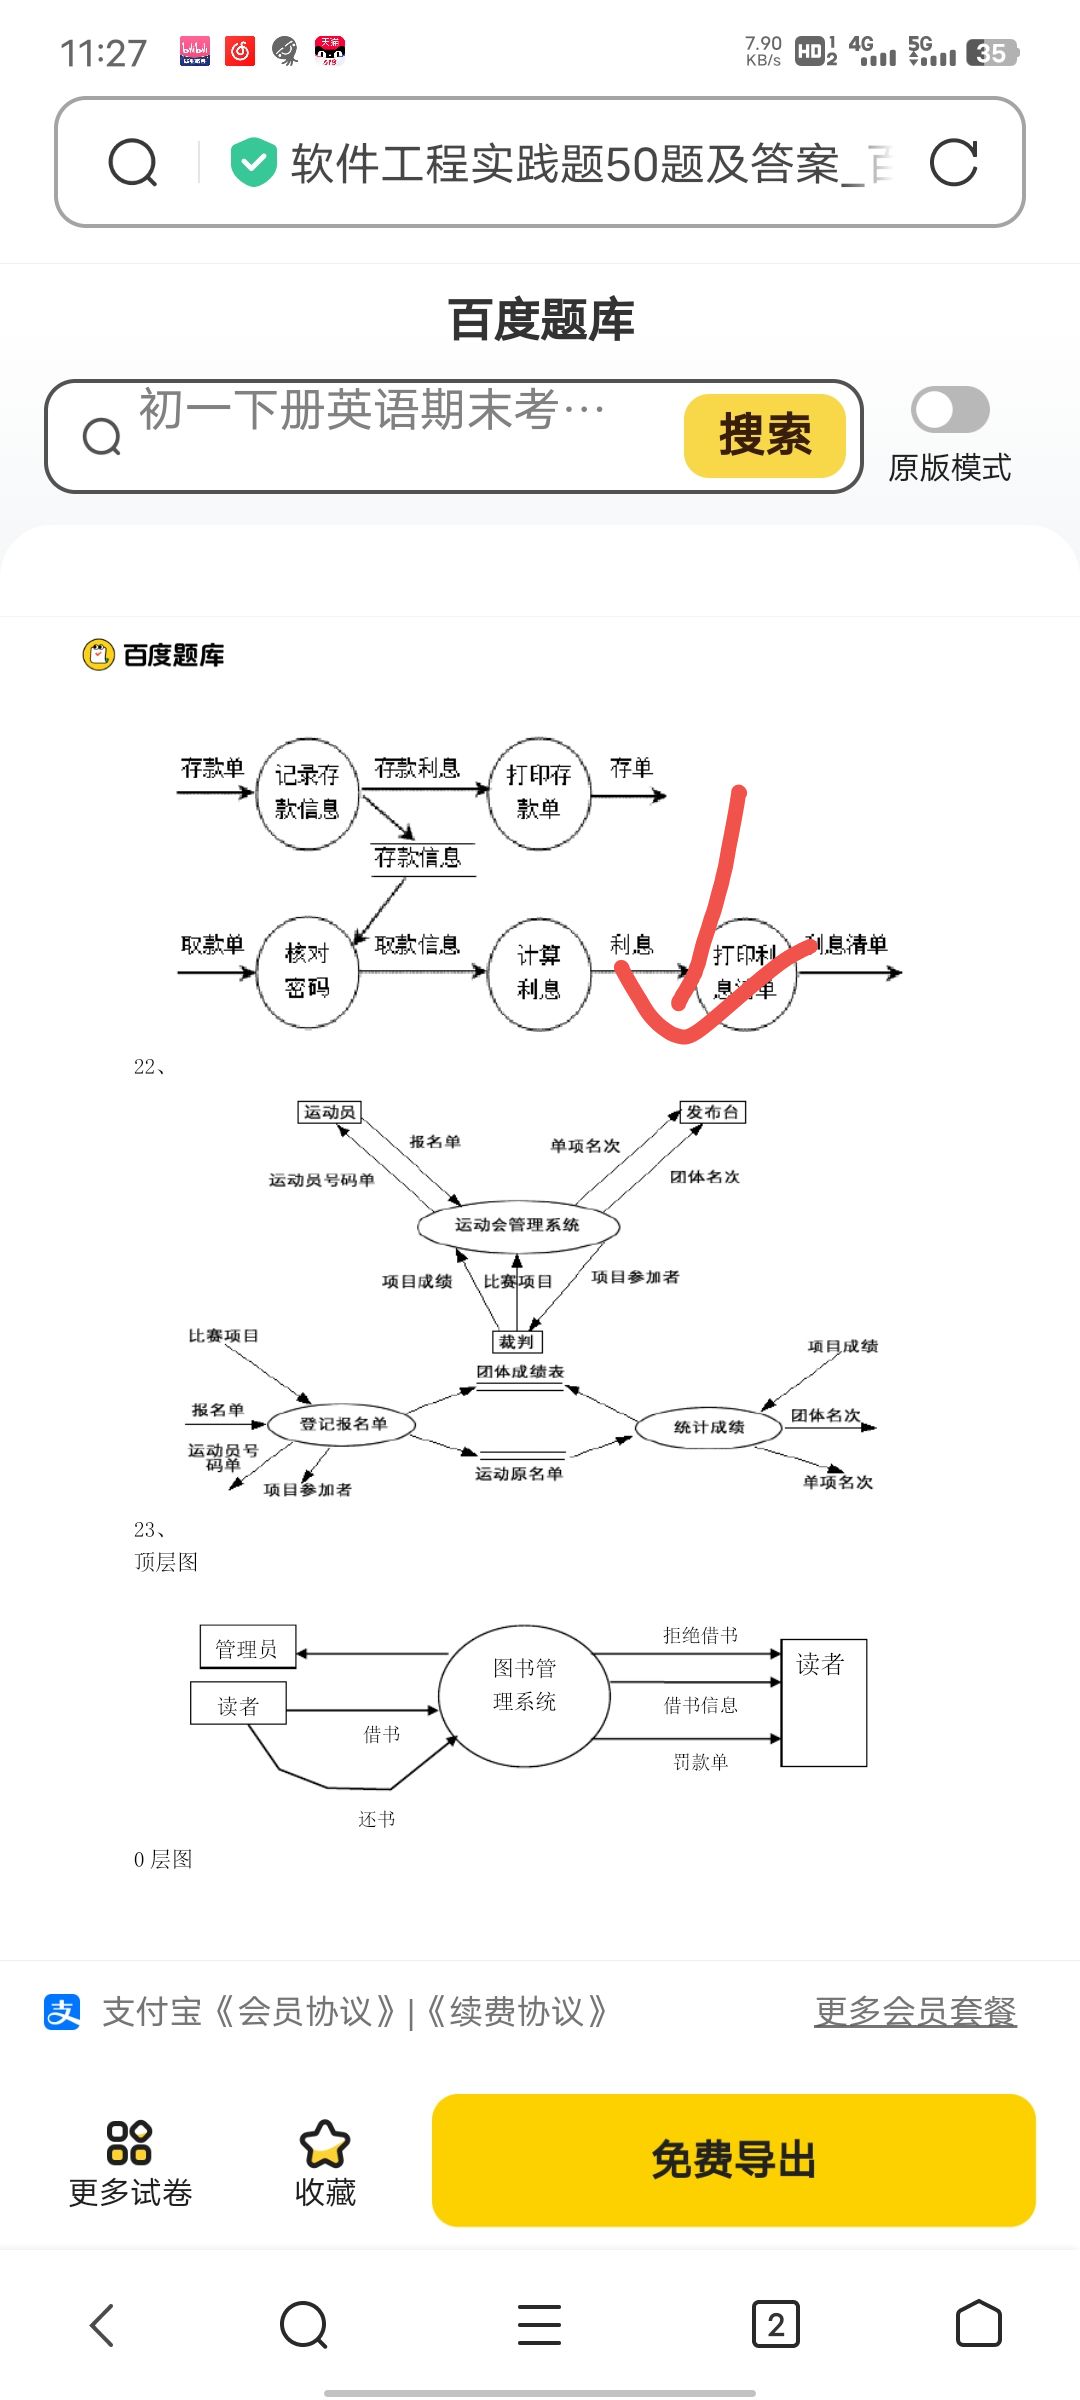 11:27
7.90 KB/s HD 1 2 4G 5G 35
软件工程实践题50题及答案_百
百度题库
初一下册英语期末考…
搜索
原版模式
百度题库
存款单
记录存款信息
存款利息
打印存款单
存单
存款信息
取款单
核对密码
取款信息
计算利息
利息
打印利息清单
利息清单
22、
运动员
发布台
报名单
单项名次
运动员号码单
团体名次
运动会管理系统
项目成绩
比赛项目
项目参加者
裁判
比赛项目
团体成绩表
项目成绩
报名单
登记报名单
统计成绩
团体名次
运动员号码单
项目参加者
运动原名单
单项名次
23、
顶层图
管理员
图书管理系统
拒绝借书
读者
读者
借书
借书信息
罚款单
还书
0 层图
支 支付宝《会员协议》|《续费协议》
更多会员套餐
更多试卷
收藏
免费导出
2